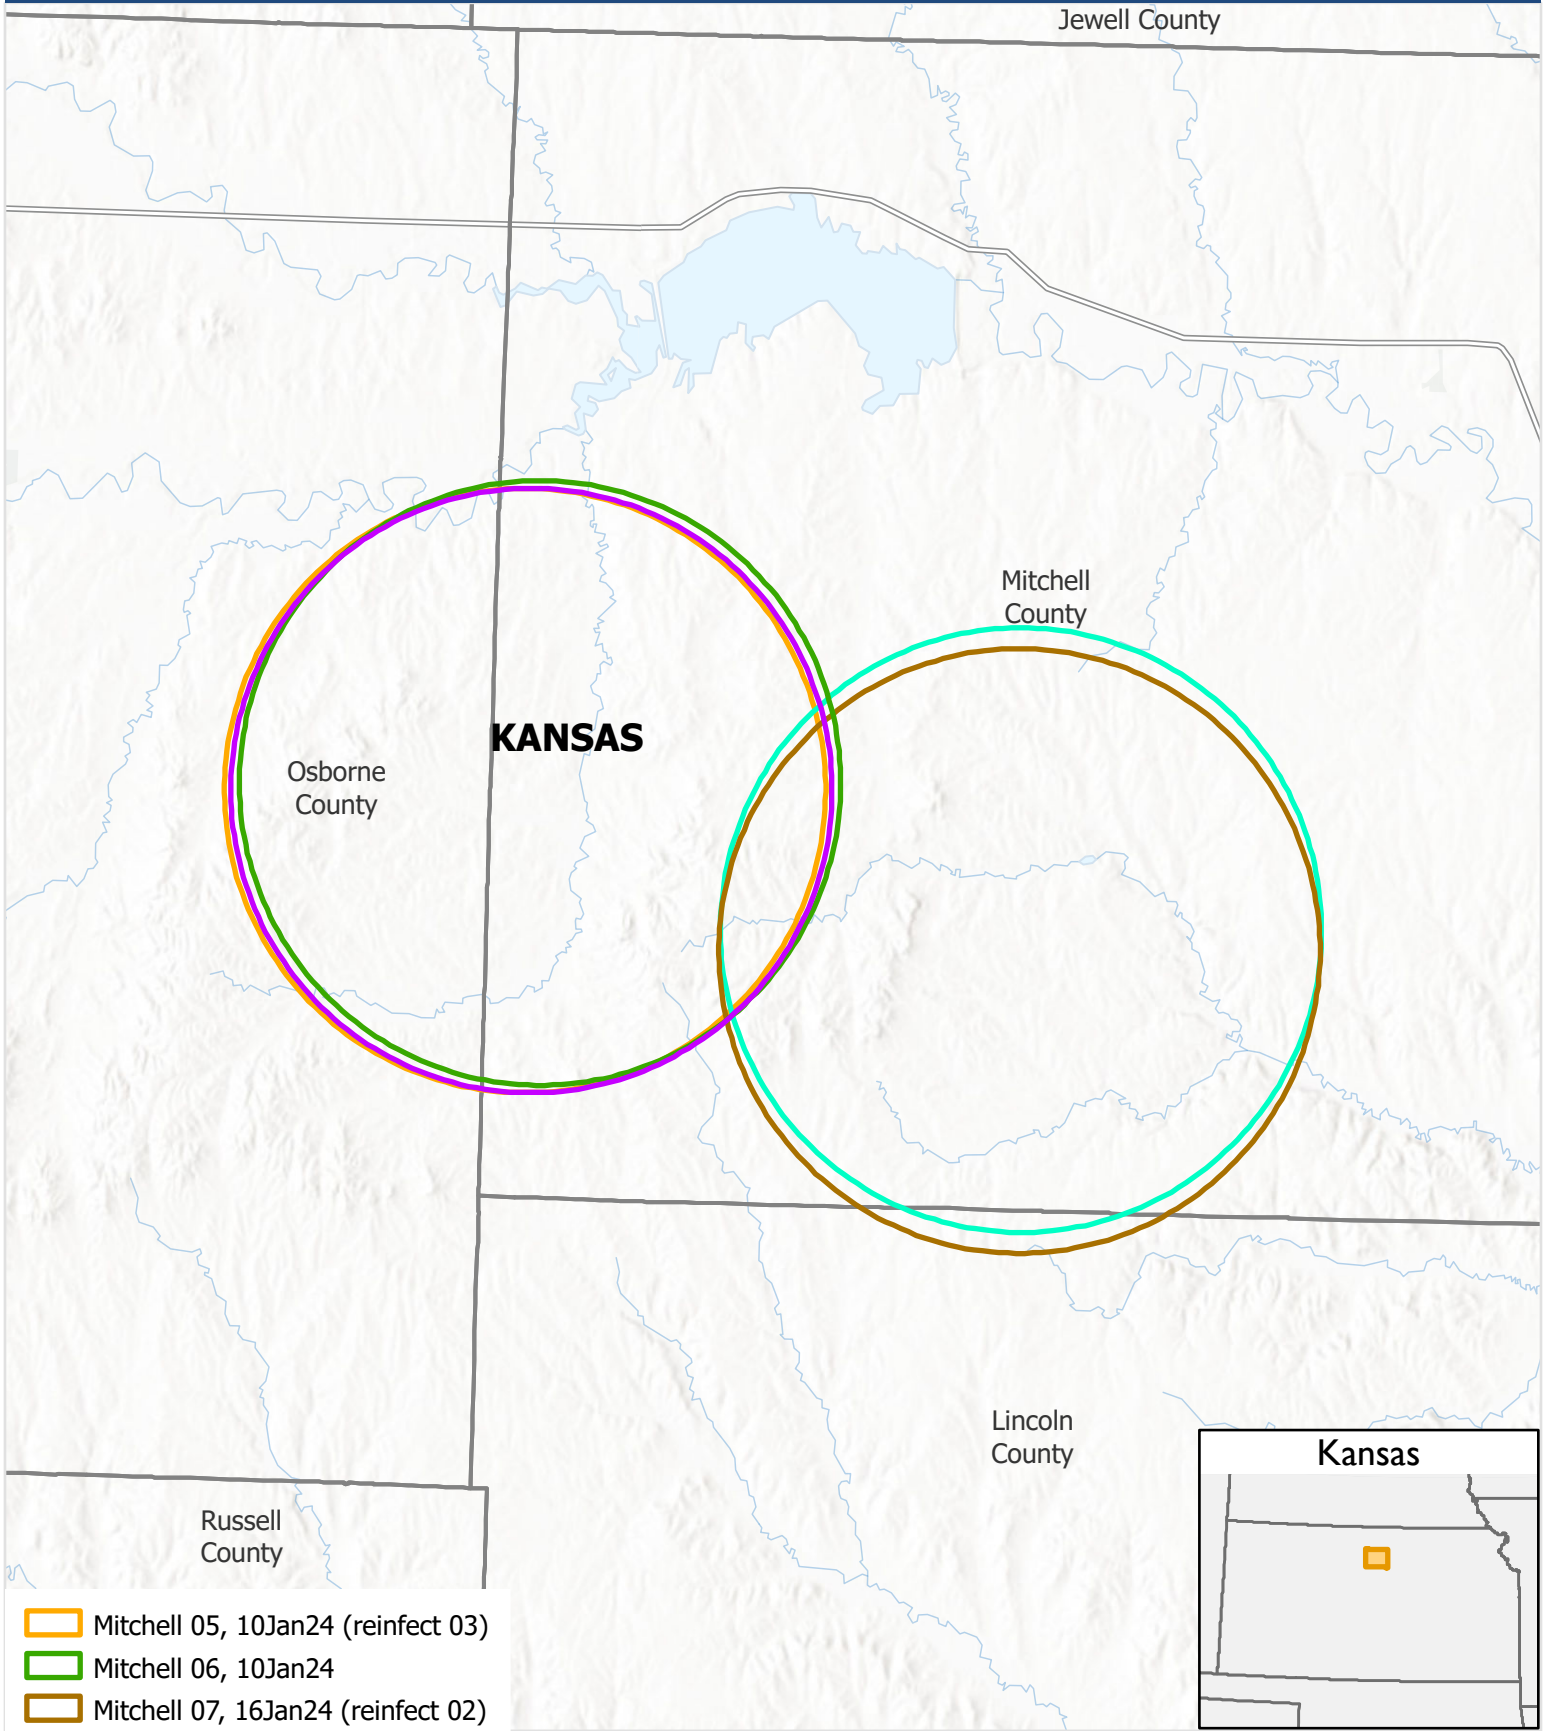 Jewell County
Mitchell
County
KANSAS
Osborne
County
Lincoln
County
Kansas
Russell
County
Mitchell 05, 10Jan24 (reinfect 03)
Mitchell 06, 10Jan24
Mitchell 07, 16Jan24 (reinfect 02)